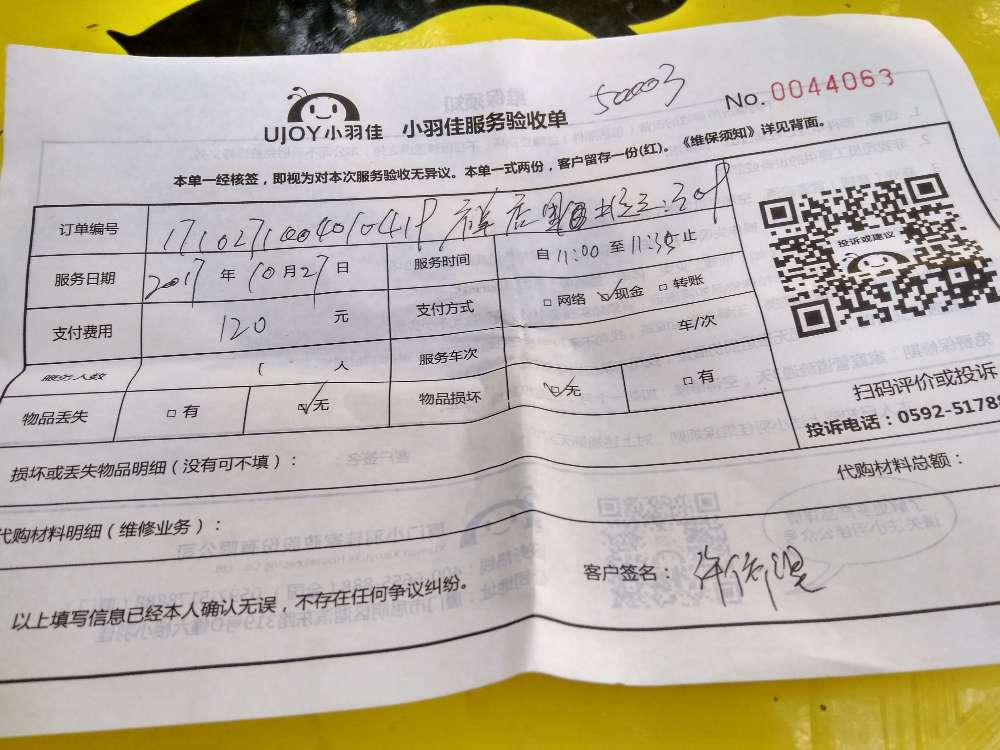 UJOY小羽佳 小羽佳服务验收单 50003 No. 0044063
本单一经核签，即视为对本次服务验收无异议。本单一式两份，客户留存一份(红)。《维保须知》详见背面。
订单编号
服务日期 2017 年 10 月 27 日 服务时间 自 11:00 至 11:30 止
支付费用 120 元 支付方式 □ 网络 ☑现金 □ 转账
服务人数 1 人 服务车次 车/次
物品丢失 □ 有 ☑无 物品损坏 ☑无 □ 有
投诉或建议
扫码评价或投诉
投诉电话：0592-51788
损坏或丢失物品明细（没有可不填）：
代购材料总额：
代购材料明细（维修业务）：
客户签名：
以上填写信息已经本人确认无误，不存在任何争议纠纷。